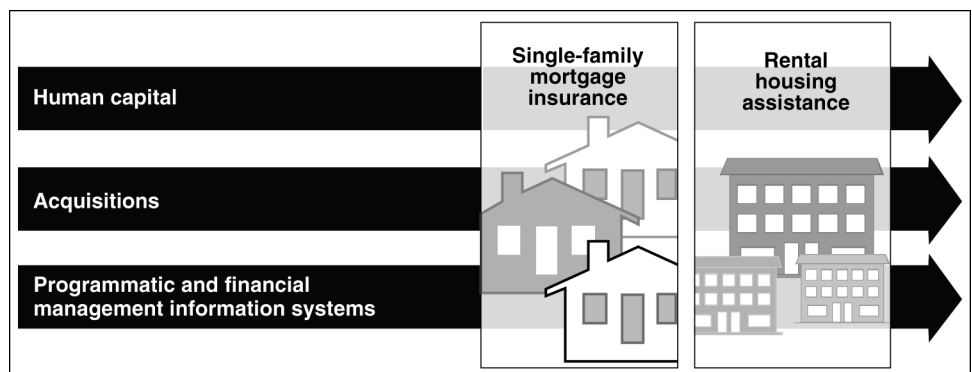 Single-family
mortgage
insurance
Rental
housing
assistance
Human capital
Acquisitions
Programmatic and financial
management information systems